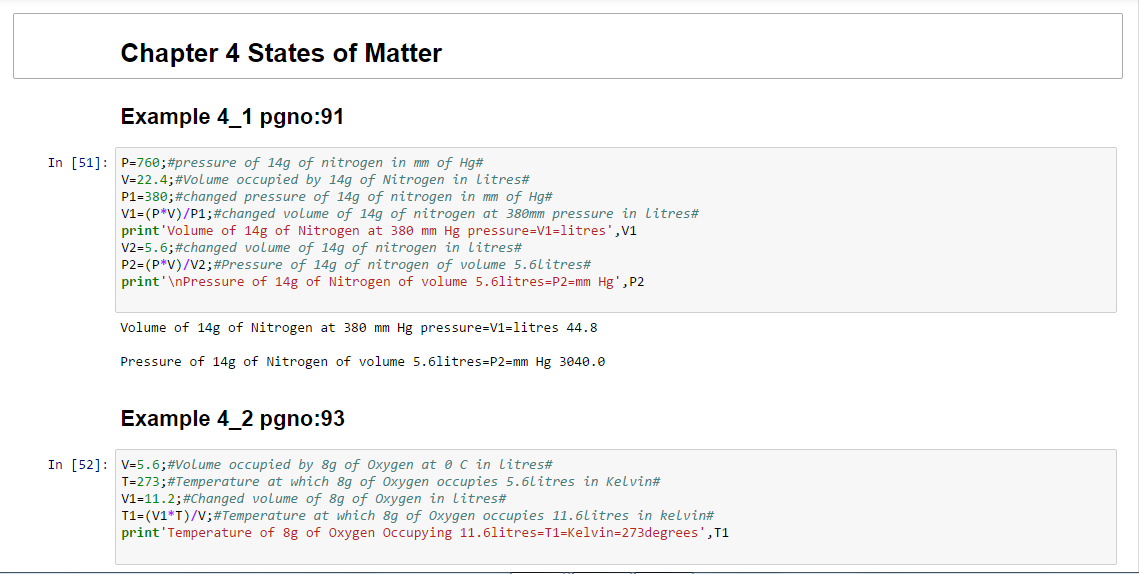 Chapter 4 States of Matter
Example 4_1 pgno:91
In [51]: P=760;#pressure of 14g of nitrogen in mm of Hg#
V=22.4;#Volume occupied by 14g of Nitrogen in litres#
P1=380;#changed pressure of 14g of nitrogen in mm of Hg#
V1=(P*V)/P1;#changed volume of 14g of nitrogen at 380mm pressure in litres#
print'Volume of 14g of Nitrogen at 380 mm Hg pressure=V1=litres',V1
V2=5.6;#changed volume of 14g of nitrogen in litres#
P2=(P*V)/V2;#Pressure of 14g of nitrogen of volume 5.6litres#
print'\nPressure of 14g of Nitrogen of volume 5.6litres=P2=mm Hg',P2
Volume of 14g of Nitrogen at 380 mm Hg pressure=V1=litres 44.8
Pressure of 14g of Nitrogen of volume 5.6litres=P2=mm Hg 3040.0
Example 4_2 pgno:93
In [52]: V=5.6;#Volume occupied by 8g of Oxygen at 0 C in litres#
T=273;#Temperature at which 8g of Oxygen occupies 5.6litres in Kelvin#
V1=11.2;#Changed volume of 8g of Oxygen in litres#
T1=(V1*T)/V;#Temperature at which 8g of Oxygen occupies 11.6litres in kelvin#
print'Temperature of 8g of Oxygen Occupying 11.6litres=T1=Kelvin=273degrees',T1